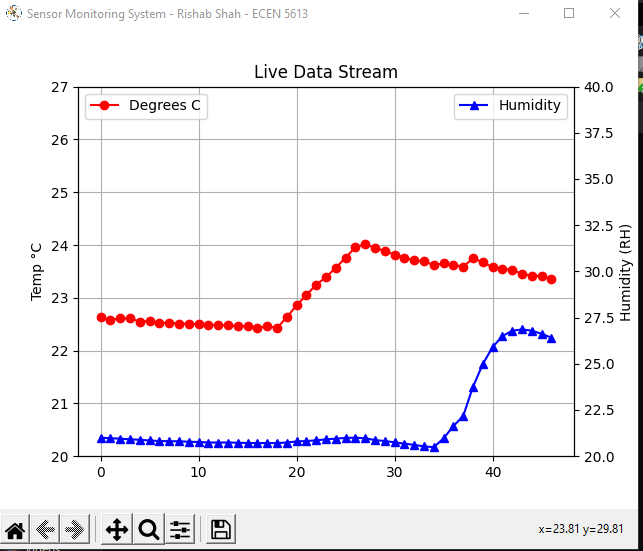 Sensor Monitoring System - Rishab Shah - ECEN 5613
Live Data Stream
Degrees C
Humidity
27
26
25
24
23
22
21
20
Temp °C
40.0
37.5
35.0
32.5
30.0
27.5
25.0
22.5
20.0
Humidity (RH)
0 10 20 30 40
x=23.81 y=29.81